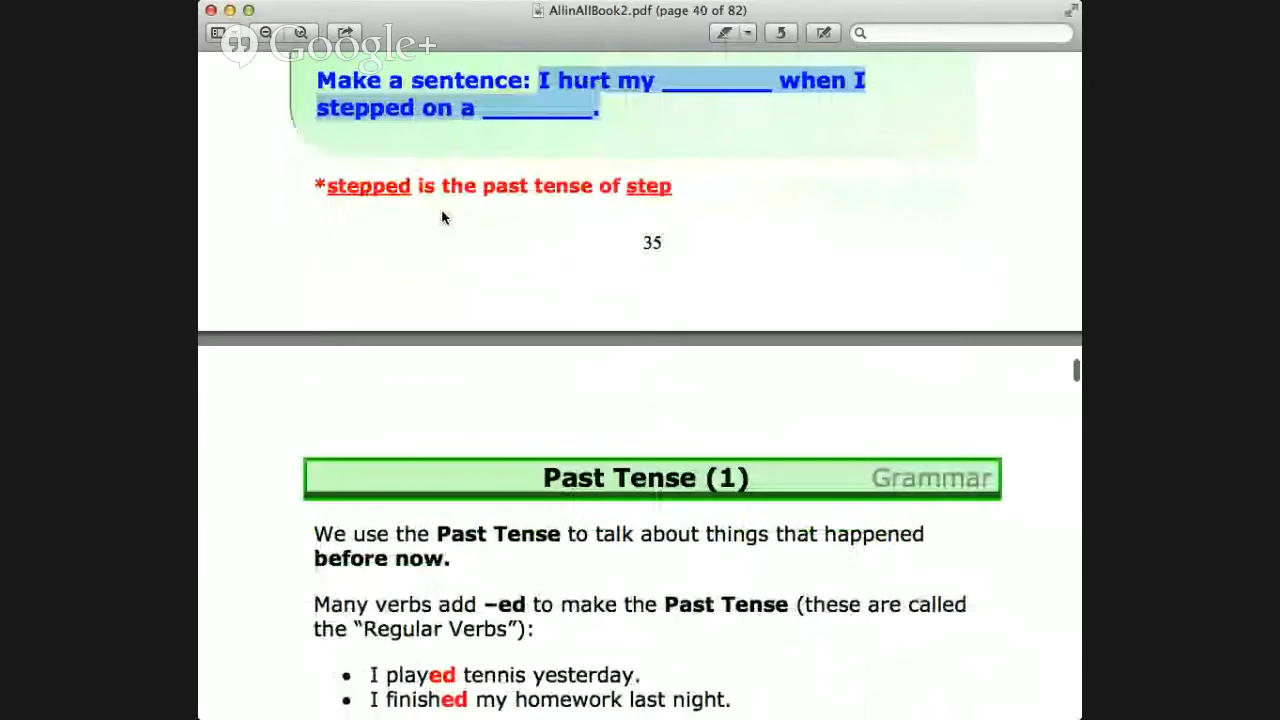 AllinAllBook2.pdf (page 40 of 82)
Google+
Make a sentence: I hurt my ________ when I
stepped on a ________.
*stepped is the past tense of step
35
Past Tense (1)
Grammar
We use the Past Tense to talk about things that happened
before now.
Many verbs add –ed to make the Past Tense (these are called
the “Regular Verbs”):
• I played tennis yesterday.
• I finished my homework last night.